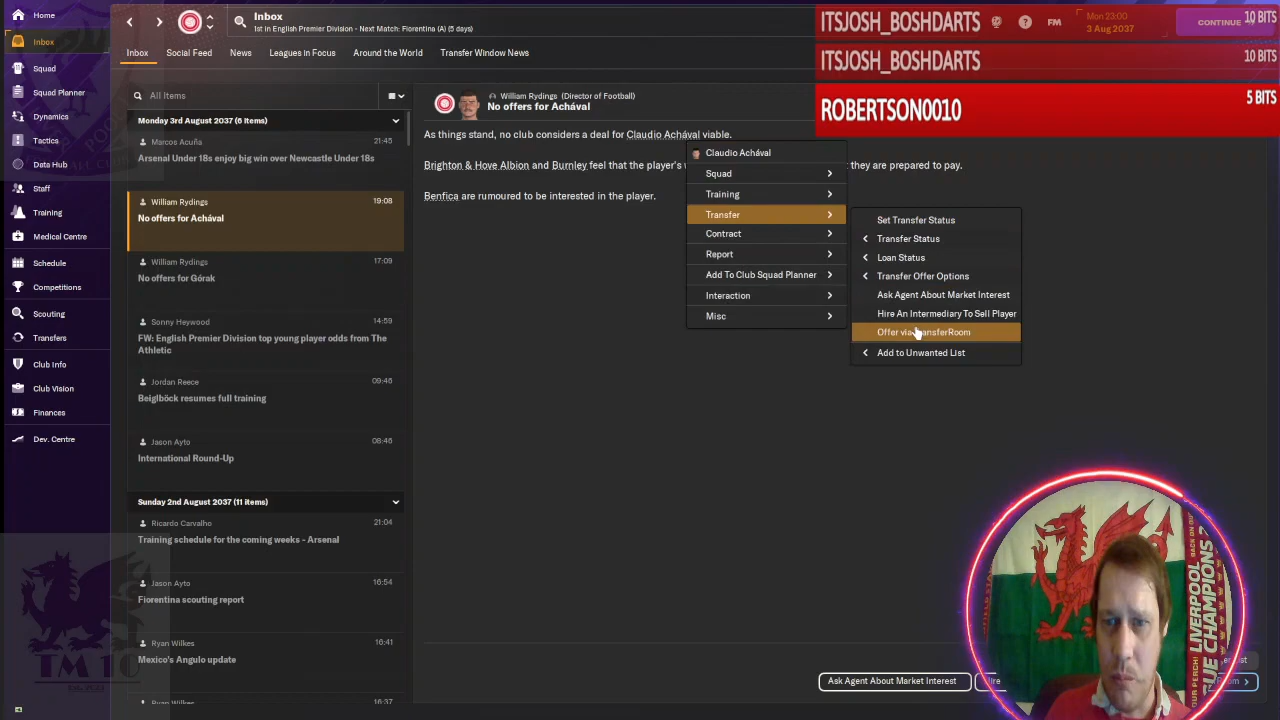 Home
Inbox
Squad
Squad Planner
Dynamics
Tactics
Data Hub
Staff
Training
Medical Centre
Schedule
Competitions
Scouting
Transfers
Club Info
Club Vision
Finances
Dev. Centre
TM 10
Inbox
1st in English Premier Division - Next Match: Fiorentina (A) (5 days)
FM
Mon 23:00
3 Aug 2037
CONTINUE
ITSJOSH_BOSHDARTS
10 BITS
ITSJOSH_BOSHDARTS
10 BITS
ROBERTSON0010
5 BITS
Inbox
Social Feed
News
Leagues in Focus
Around the World
Transfer Window News
All Items
Monday 3rd August 2037 (6 Items)
Marcos Acuña
21:45
Arsenal Under 18s enjoy big win over Newcastle Under 18s
William Rydings
19:08
No offers for Achával
William Rydings
17:09
No offers for Górak
Sonny Heywood
14:59
FW: English Premier Division top young player odds from The
Athletic
Jordan Reece
09:46
Beiglböck resumes full training
Jason Ayto
08:46
International Round-Up
Sunday 2nd August 2037 (11 items)
Ricardo Carvalho
21:04
Training schedule for the coming weeks - Arsenal
Jason Ayto
16:54
Fiorentina scouting report
Ryan Wilkes
16:41
Mexico's Angulo update
Ryan Wilkes
16:37
William Rydings (Director of Football)
No offers for Achával
As things stand, no club considers a deal for Claudio Achával viable.
Brighton & Hove Albion and Burnley feel that the player's
they are prepared to pay.
Benfica are rumoured to be interested in the player.
Claudio Achával
Squad
Training
Transfer
Contract
Report
Add To Club Squad Planner
Interaction
Misc
Set Transfer Status
Transfer Status
Loan Status
Transfer Offer Options
Ask Agent About Market Interest
Hire An Intermediary To Sell Player
Offer via TransferRoom
Add to Unwanted List
Ask Agent About Market Interest
LIVERPOOL
CHAMPIONS